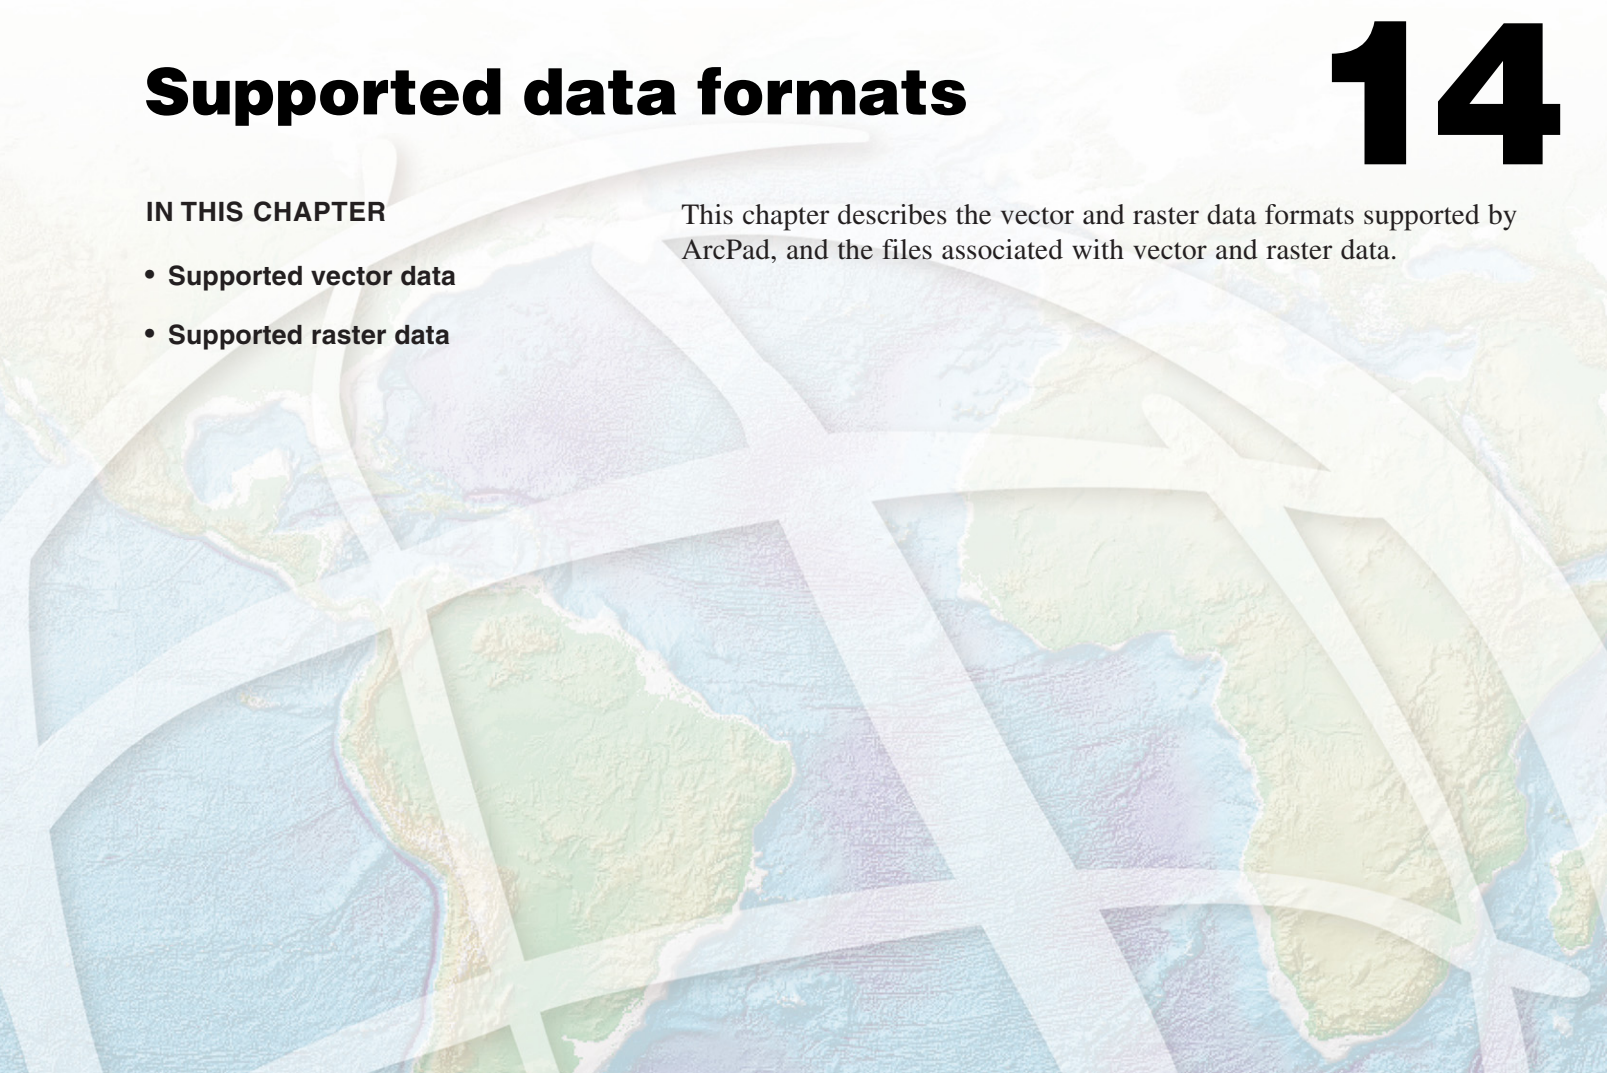 14
Supported data formats
IN THIS CHAPTER
• Supported vector data
• Supported raster data
This chapter describes the vector and raster data formats supported by
ArcPad, and the files associated with vector and raster data.